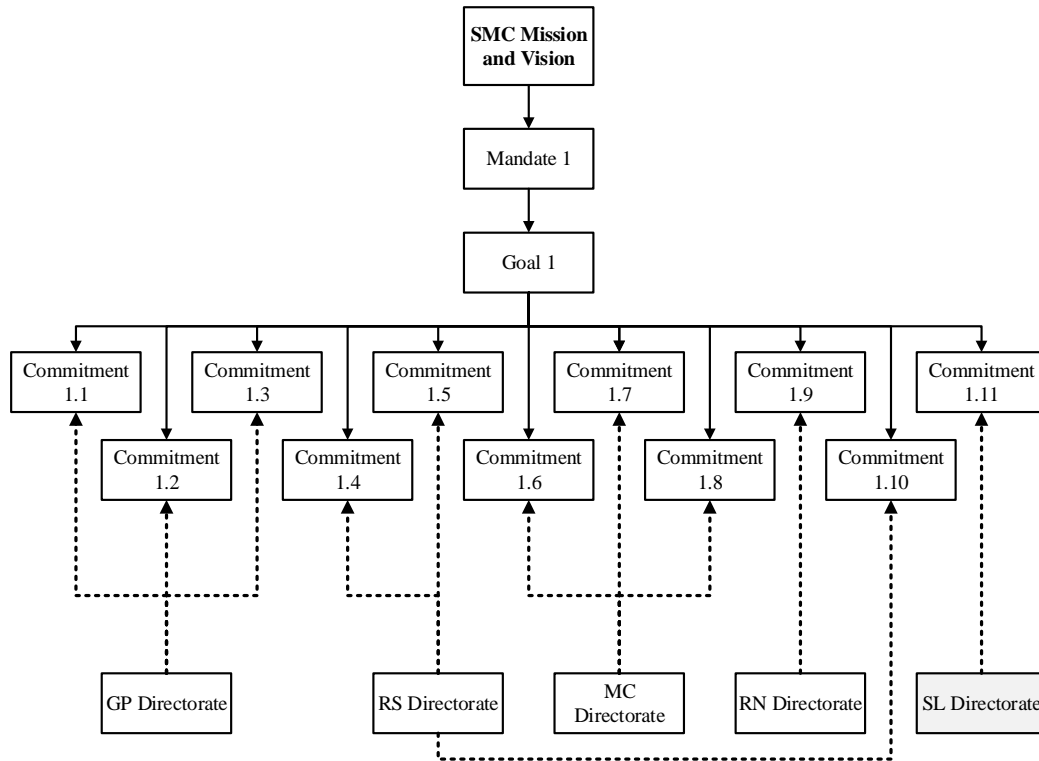 SMC Mission
and Vision
Mandate 1
Goal 1
Commitment
1.1
Commitment
1.3
Commitment
1.5
Commitment
1.7
Commitment
1.9
Commitment
1.11
Commitment
1.2
Commitment
1.4
Commitment
1.6
Commitment
1.8
Commitment
1.10
GP Directorate
RS Directorate
MC
Directorate
RN Directorate
SL Directorate